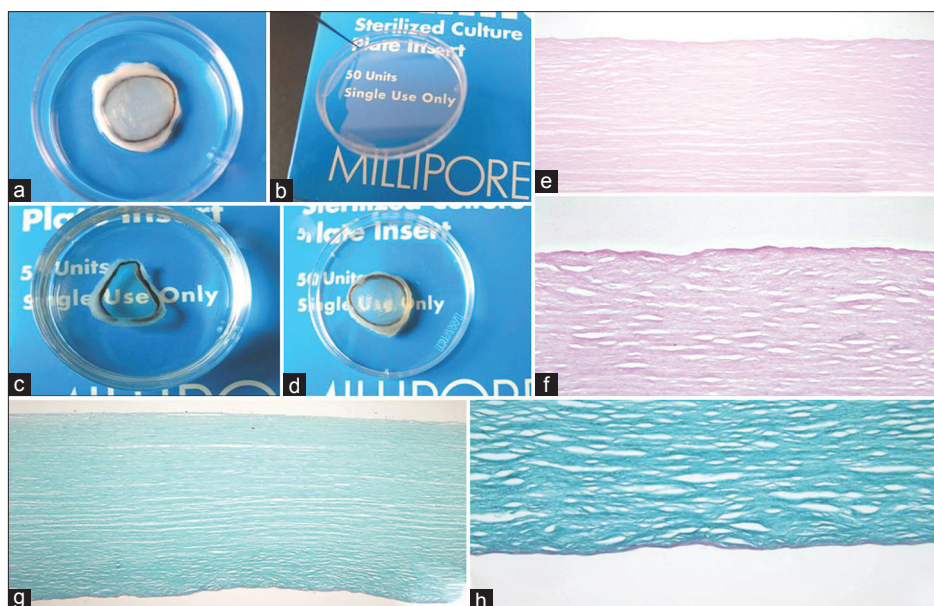 a
Sterilized Culture
Plate Insert
50 Units
Single Use Only
MILLIPORE
b
e
Plate Insert
Units
Single Use Only
c
Sterilized Culture
Plate Insert
50 Units
Single Use Only
MILLIPORE
d
f
g
h